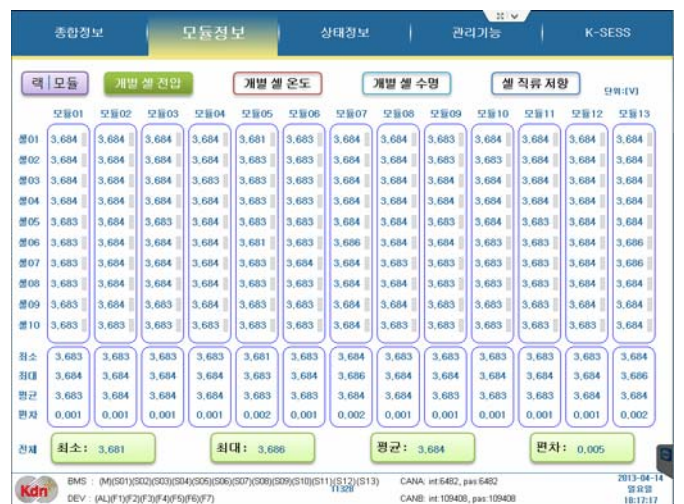 종합정보 모듈정보 상태정보 관리기능 K-SESS
랙 모듈 개별 셀 전압 개별 셀 온도 개별 셀 수명 셀 직류 저항 단위:[V]
모듈01 모듈02 모듈03 모듈04 모듈05 모듈06 모듈07 모듈08 모듈09 모듈10 모듈11 모듈12 모듈13
셀01 3,684 3,684 3,684 3,684 3,681 3,683 3,684 3,684 3,683 3,684 3,684 3,684 3,684
셀02 3,684 3,684 3,684 3,683 3,683 3,683 3,684 3,683 3,683 3,683 3,684 3,684 3,684
셀03 3,684 3,684 3,684 3,683 3,683 3,683 3,684 3,684 3,684 3,684 3,684 3,684 3,684
셀04 3,684 3,684 3,684 3,684 3,683 3,683 3,684 3,684 3,684 3,684 3,684 3,684 3,684
셀05 3,683 3,684 3,683 3,684 3,683 3,683 3,684 3,683 3,683 3,683 3,683 3,683 3,684
셀06 3,683 3,684 3,684 3,684 3,681 3,683 3,686 3,684 3,684 3,683 3,683 3,684 3,686
셀07 3,683 3,683 3,683 3,684 3,683 3,684 3,684 3,683 3,684 3,683 3,683 3,683 3,686
셀08 3,683 3,684 3,684 3,683 3,683 3,683 3,684 3,683 3,684 3,683 3,683 3,683 3,684
셀09 3,683 3,684 3,684 3,683 3,683 3,683 3,684 3,684 3,684 3,683 3,683 3,683 3,684
셀10 3,683 3,683 3,683 3,683 3,683 3,683 3,684 3,683 3,683 3,683 3,683 3,683 3,684
최소 3,683 3,683 3,683 3,683 3,681 3,683 3,684 3,683 3,683 3,683 3,683 3,683 3,684
최대 3,684 3,684 3,684 3,684 3,683 3,684 3,686 3,684 3,684 3,684 3,684 3,684 3,686
평균 3,683 3,684 3,684 3,684 3,683 3,683 3,684 3,684 3,684 3,683 3,683 3,684 3,684
편차 0,001 0,001 0,001 0,001 0,002 0,001 0,002 0,001 0,001 0,001 0,001 0,001 0,002
전체 최소: 3,681 최대: 3,686 평균: 3,684 편차: 0,005
Kdn BMS : (M)(S01)(S02)(S03)(S04)(S05)(S06)(S07)(S08)(S09)(S10)(S11)(S12)(S13) CANA: int:6482, pas:6482 2013-04-14
T1328 일요일
DEV : (AL)(F1)(F2)(F3)(F4)(F5)(F6)(F7) CANB: int:109408, pas:109408 18:17:17